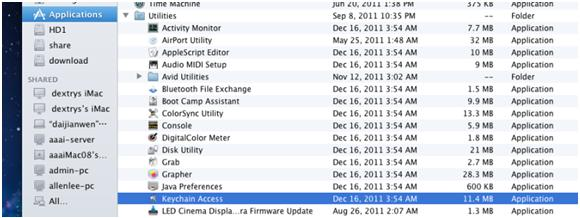 Time Machine Jun 20, 2011 1:38 PM 375 KB Application
Applications
Utilities Sep 8, 2011 10:35 PM -- Folder
HD1
Activity Monitor Dec 16, 2011 3:54 AM 7.7 MB Application
share
AirPort Utility May 25, 2011 1:48 AM 32 MB Application
download
AppleScript Editor Dec 16, 2011 3:54 AM 10 MB Application
Audio MIDI Setup Dec 16, 2011 3:54 AM 9 MB Application
SHARED
Avid Utilities Nov 12, 2011 3:02 AM -- Folder
dextrys iMac
Bluetooth File Exchange Dec 16, 2011 3:54 AM 1.5 MB Application
dextrys's iMac
Boot Camp Assistant Dec 16, 2011 3:54 AM 9.9 MB Application
ColorSync Utility Dec 16, 2011 3:54 AM 13.3 MB Application
"daijianwen"...
Console Dec 16, 2011 3:54 AM 5.9 MB Application
aaai-server
DigitalColor Meter Dec 16, 2011 3:54 AM 1.8 MB Application
aaaiMac08's...
Disk Utility Dec 16, 2011 3:54 AM 21 MB Application
admin-pc
Grab Dec 16, 2011 3:54 AM 2.7 MB Application
allenlee-pc
Grapher Dec 16, 2011 3:54 AM 28.3 MB Application
Java Preferences Dec 16, 2011 3:54 AM 600 KB Application
All...
Keychain Access Dec 16, 2011 3:54 AM 11.4 MB Application
LED Cinema Displa...ra Firmware Update Aug 26, 2011 2:07 AM 1.3 MB Application